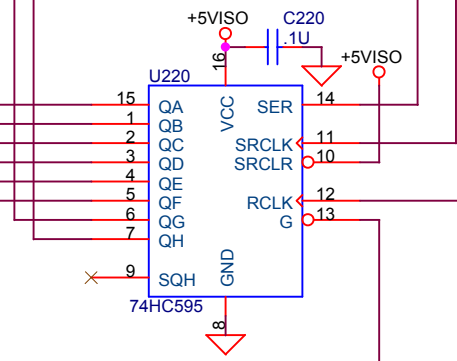 +5VISO
C220
.1U
+5VISO
16
U220
VCC
15 QA SER 14
1 QB
2 QC SRCLK 11
3 QD SRCLR 10
4 QE
5 QF RCLK 12
6 QG G 13
7 QH
9 SQH GND
74HC595
8